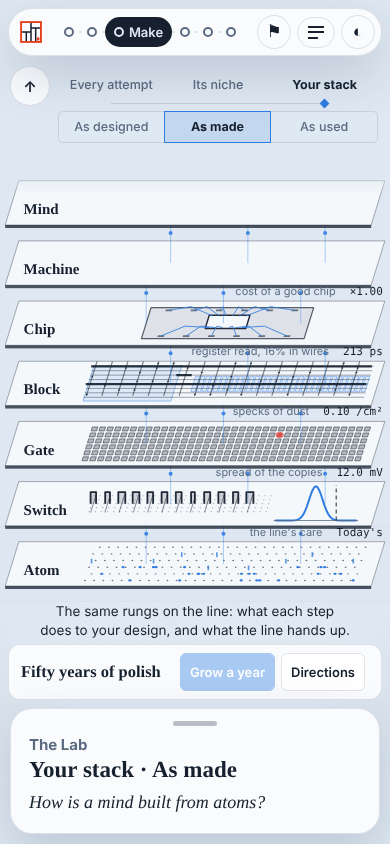 Make
Every attempt Its niche Your stack
As designed As made As used
Mind
Machine
cost of a good chip ×1.00
Chip
register read, 16% in wires 213 ps
Block
specks of dust 0.10 /cm²
Gate
spread of the copies 12.0 mV
Switch
the line's care Today's
Atom
The same rungs on the line: what each step
does to your design, and what the line hands up.
Fifty years of polish Grow a year Directions
The Lab
Your stack · As made
How is a mind built from atoms?